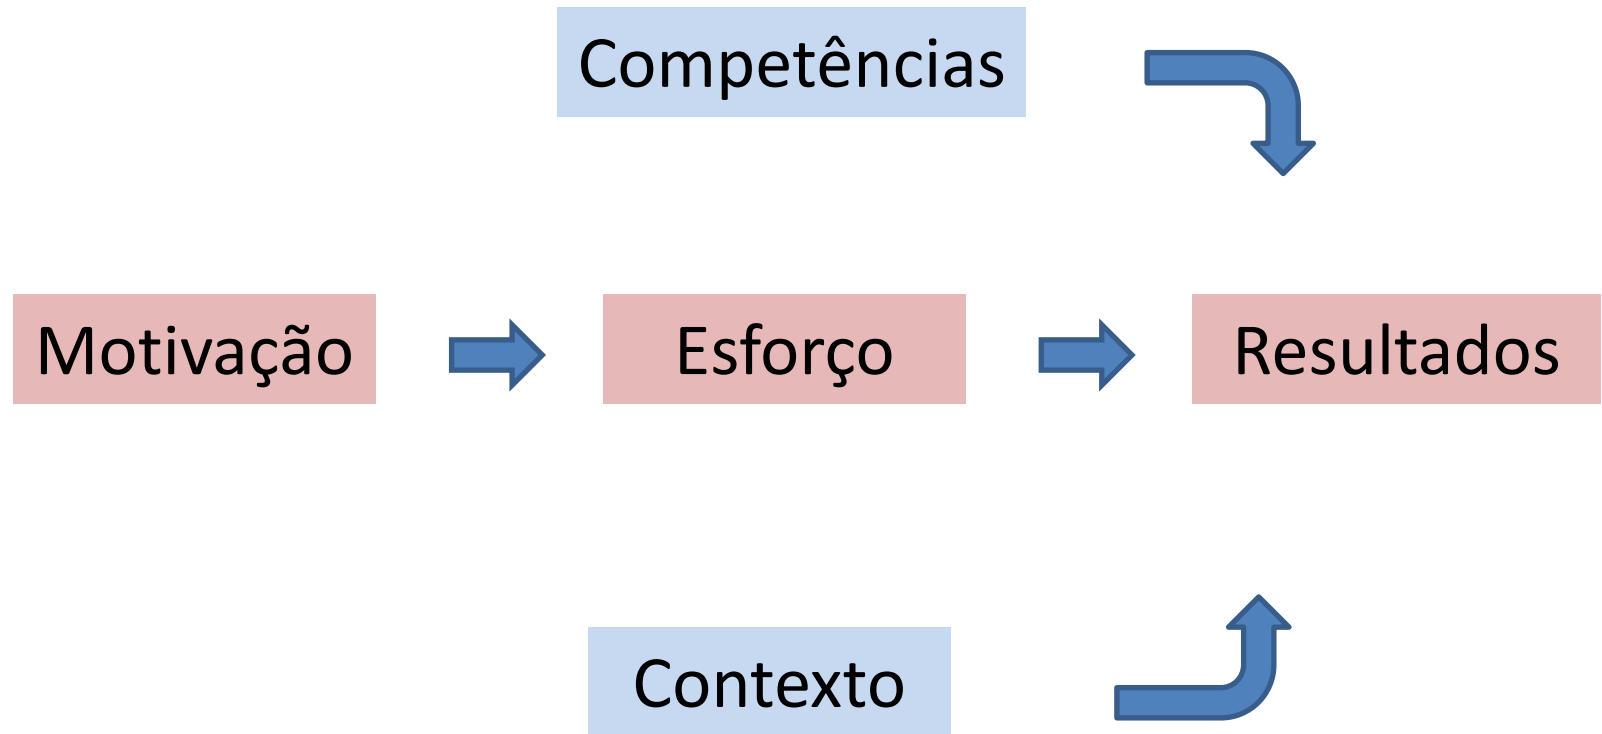 Competências
Motivação
Esforço
Resultados
Contexto